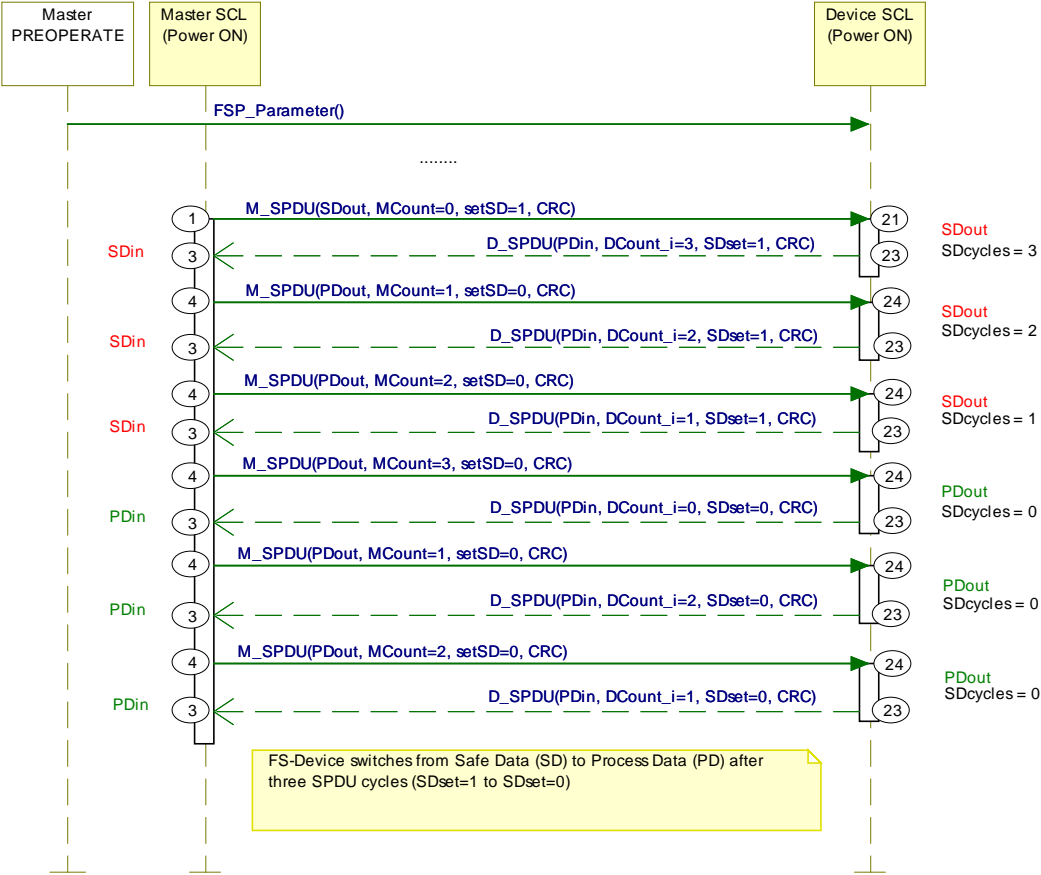 Master
PREOPERATE
Master SCL
(Power ON)
Device SCL
(Power ON)
FSP_Parameter()
........
1
M_SPDU(SDout, MCount=0, setSD=1, CRC)
21
SDout
SDin
3
D_SPDU(PDin, DCount_i=3, SDset=1, CRC)
23
SDcycles = 3
4
M_SPDU(PDout, MCount=1, setSD=0, CRC)
24
SDout
SDcycles = 2
SDin
3
D_SPDU(PDin, DCount_i=2, SDset=1, CRC)
23
4
M_SPDU(PDout, MCount=2, setSD=0, CRC)
24
SDout
SDcycles = 1
SDin
3
D_SPDU(PDin, DCount_i=1, SDset=1, CRC)
23
4
M_SPDU(PDout, MCount=3, setSD=0, CRC)
24
PDout
SDcycles = 0
PDin
3
D_SPDU(PDin, DCount_i=0, SDset=0, CRC)
23
4
M_SPDU(PDout, MCount=1, setSD=0, CRC)
24
PDout
SDcycles = 0
PDin
3
D_SPDU(PDin, DCount_i=2, SDset=0, CRC)
23
4
M_SPDU(PDout, MCount=2, setSD=0, CRC)
24
PDout
SDcycles = 0
PDin
3
D_SPDU(PDin, DCount_i=1, SDset=0, CRC)
23
FS-Device switches from Safe Data (SD) to Process Data (PD) after
three SPDU cycles (SDset=1 to SDset=0)